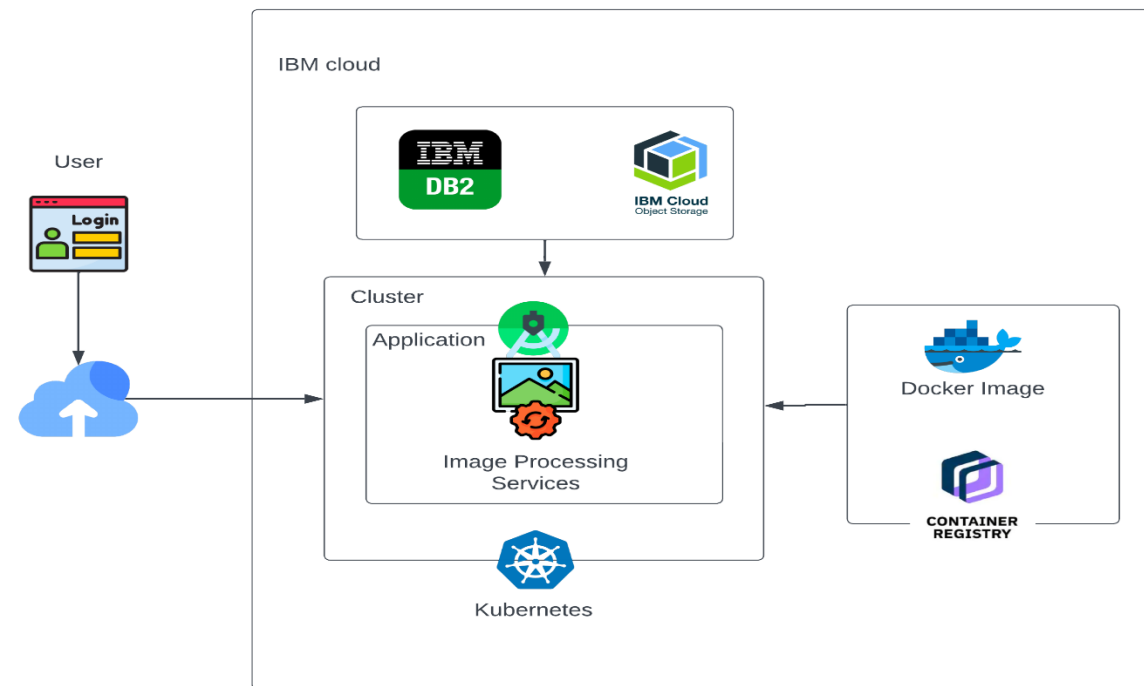 IBM cloud
IBM
DB2
IBM Cloud
Object Storage
User
Login
Cluster
Application
Image Processing
Services
Docker Image
CONTAINER
REGISTRY
Kubernetes